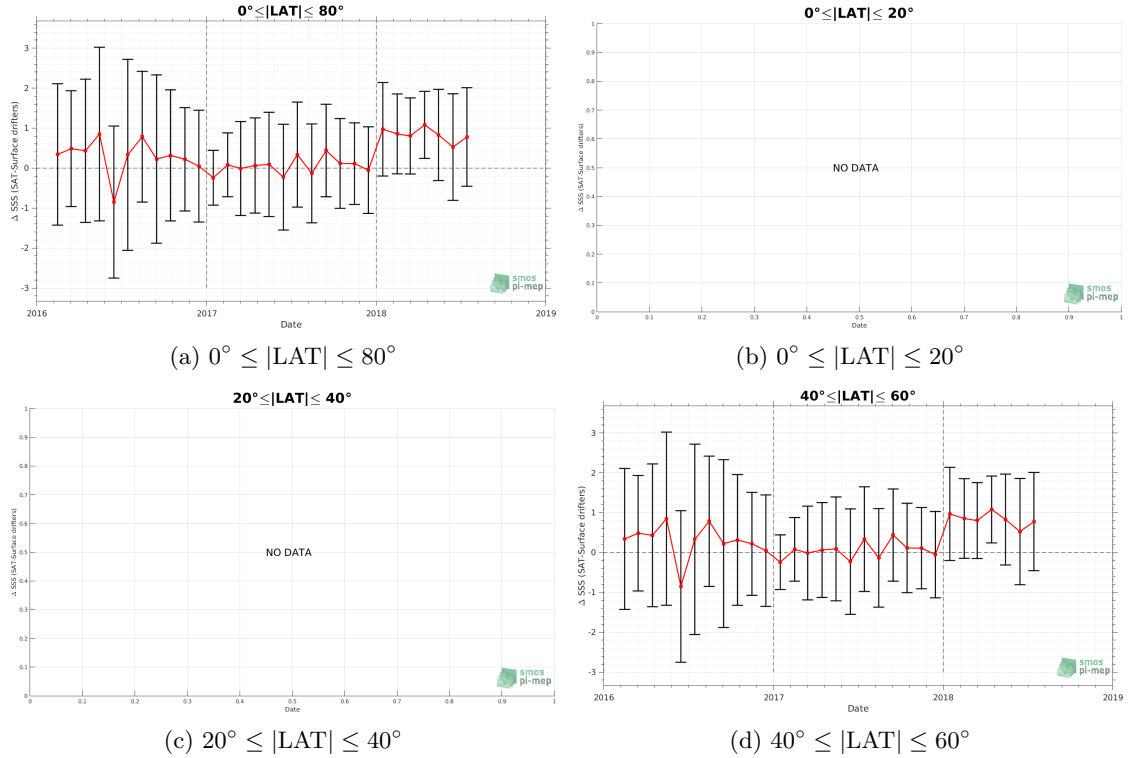 0°≤|LAT|≤ 80°
Δ SSS (SAT-Surface drifters)
3
2
1
0
-1
-2
-3
2016
2017
2018
2019
Date
smos
pi-mep
(a) 0° ≤ |LAT| ≤ 80°
0°≤|LAT|≤ 20°
Δ SSS (SAT-Surface drifters)
1
0.9
0.8
0.7
0.6
0.5
0.4
0.3
0.2
0.1
0
NO DATA
0 0.1 0.2 0.3 0.4 0.5 0.6 0.7 0.8 0.9 1
Date
smos
pi-mep
(b) 0° ≤ |LAT| ≤ 20°
20°≤|LAT|≤ 40°
Δ SSS (SAT-Surface drifters)
1
0.9
0.8
0.7
0.6
0.5
0.4
0.3
0.2
0.1
0
NO DATA
0 0.1 0.2 0.3 0.4 0.5 0.6 0.7 0.8 0.9 1
Date
smos
pi-mep
(c) 20° ≤ |LAT| ≤ 40°
40°≤|LAT|≤ 60°
Δ SSS (SAT-Surface drifters)
3
2
1
0
-1
-2
-3
2016
2017
2018
2019
Date
smos
pi-mep
(d) 40° ≤ |LAT| ≤ 60°